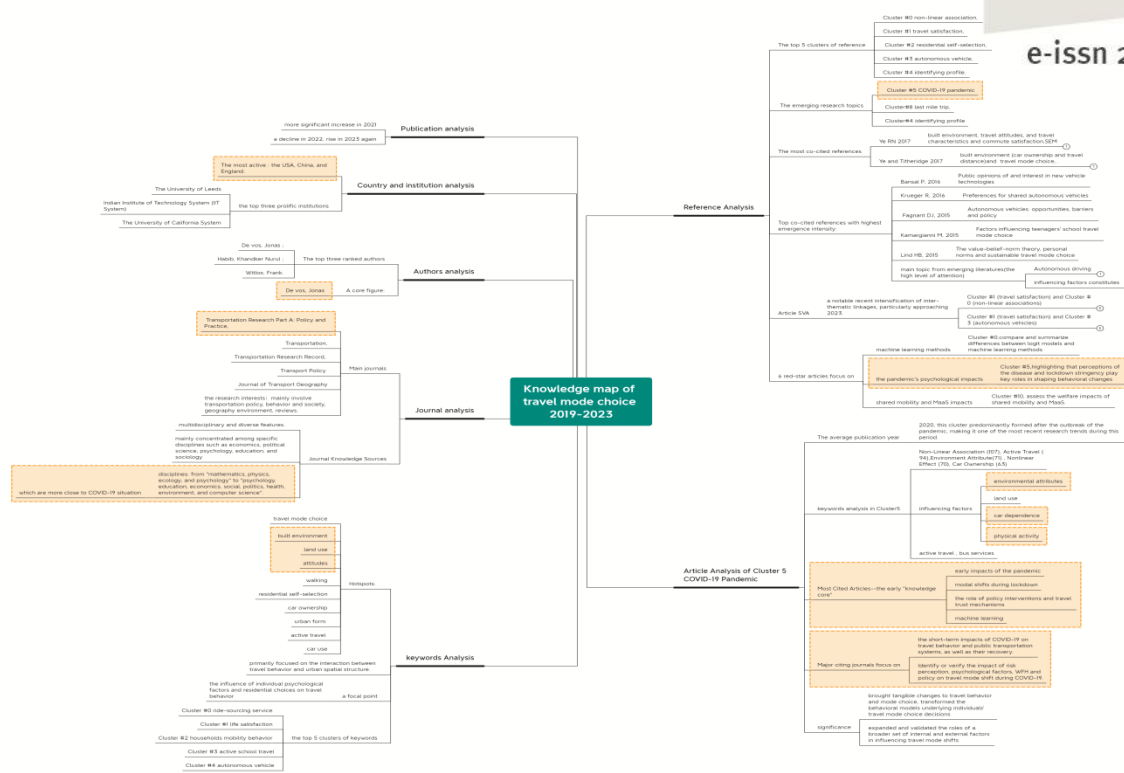 e-issn 2
Knowledge map of
travel mode choice
2019-2023
Publication analysis
more significant increase in 2021
a decline in 2022, rise in 2023 again
Country and institution analysis
The most active - the USA, China, and
England.
the top three prolific institutions
The University of Leeds
Indian Institute of Technology System (IIT
System)
The University of California System
Authors analysis
The top three ranked authors
De vos, Jonas ;
Habib, Khandker Nurul ;
Witlox, Frank.
A core figure
De vos, Jonas
Journal analysis
Main journals
Transportation Research Part A: Policy and
Practice,
Transportation,
Transportation Research Record,
Transport Policy
Journal of Transport Geography
the research interests: mainly involve
transportation policy, behavior and society,
geography environment, reviews
Journal Knowledge Sources
multidisciplinary and diverse features
mainly concentrated among specific
disciplines such as economics, political
science, psychology, education, and
sociology
which are more close to COVID-19 situation
disciplines: from "mathematics, physics,
ecology, and psychology" to "psychology,
education, economics, social, politics, health,
environment, and computer science".
keywords Analysis
Hotspots
travel mode choice
built environment
land use
attitudes
walking
residential self-selection
car ownership
urban form
active travel
car use
primarily focused on the interaction between
travel behavior and urban spatial structure
a focal point
the influence of individual psychological
factors and residential choices on travel
behavior
the top 5 clusters of keywords
Cluster #0 ride-sourcing service
Cluster #1 life satisfaction
Cluster #2 households mobility behavior
Cluster #3 active school travel
Cluster #4 autonomous vehicle
Reference Analysis
The top 5 clusters of reference
Cluster #0 non-linear association,
Cluster #1 travel satisfaction,
Cluster #2 residential self-selection,
Cluster #3 autonomous vehicle,
Cluster #4 identifying profile.
The emerging research topics
Cluster #5 COVID-19 pandemic
Cluster#8 last mile trip,
Cluster#4 identifying profile
The most co-cited references
Ye RN 2017
built environment, travel attitudes, and travel
characteristics and commute satisfaction,SEM
Ye and Titheridge 2017
built environment (car ownership and travel
distance)and travel mode choice.
Top co-cited references with highest
emergence intensity
Bansal P, 2016
Public opinions of and interest in new vehicle
technologies
Krueger R, 2016
Preferences for shared autonomous vehicles
Fagnant DJ, 2015
Autonomous vehicles: opportunities, barriers
and policy
Kamargianni M, 2015
Factors influencing teenagers' school travel
mode choice
Lind HB, 2015
The value-belief-norm theory, personal
norms and sustainable travel mode choice
main topic from emerging literatures(the
high level of attention)
Autonomous driving
influencing factors constitutes
Article SVA
a notable recent intensification of inter-
thematic linkages, particularly approaching
2023.
Cluster #1 (travel satisfaction) and Cluster #
0 (non-linear associations)
Cluster #1 (travel satisfaction) and Cluster #
3 (autonomous vehicles)
6 red-star articles focus on
machine learning methods
Cluster #0 compare and summarize
differences between logit models and
machine learning methods
the pandemic's psychological impacts
Cluster #5,highlighting that perceptions of
the disease and lockdown stringency play
key roles in shaping behavioral changes
shared mobility and MaaS impacts
Cluster #10, assess the welfare impacts of
shared mobility and MaaS.
Article Analysis of Cluster 5
COVID-19 Pandemic
The average publication year
2020, this cluster predominantly formed after the outbreak of the
pandemic, making it one of the most recent research trends during this
period.
keywords analysis in Cluster5
Non-Linear Association (107), Active Travel (
94),Environment Attribute(71) , Nonlinear
Effect (70), Car Ownership (63)
influencing factors
environmental attributes
land use
car dependence
physical activity
active travel , bus services
Most Cited Articles--the early "knowledge
core"
early impacts of the pandemic
modal shifts during lockdown
the role of policy interventions and travel
trust mechanisms
machine learning
Major citing journals focus on
the short-term impacts of COVID on
travel behavior and public transportation
systems, as well as their recovery.
Identify or verify the impact of risk
perception, psychological factors, WFH and
policy on travel mode shift during COVID-19
significance
brought tangible changes to travel behavior
and mode choice, transformed the
behavioral models underlying individuals'
travel mode choice decisions
expanded and validated the roles of a
broader set of internal and external factors
in influencing travel mode shifts